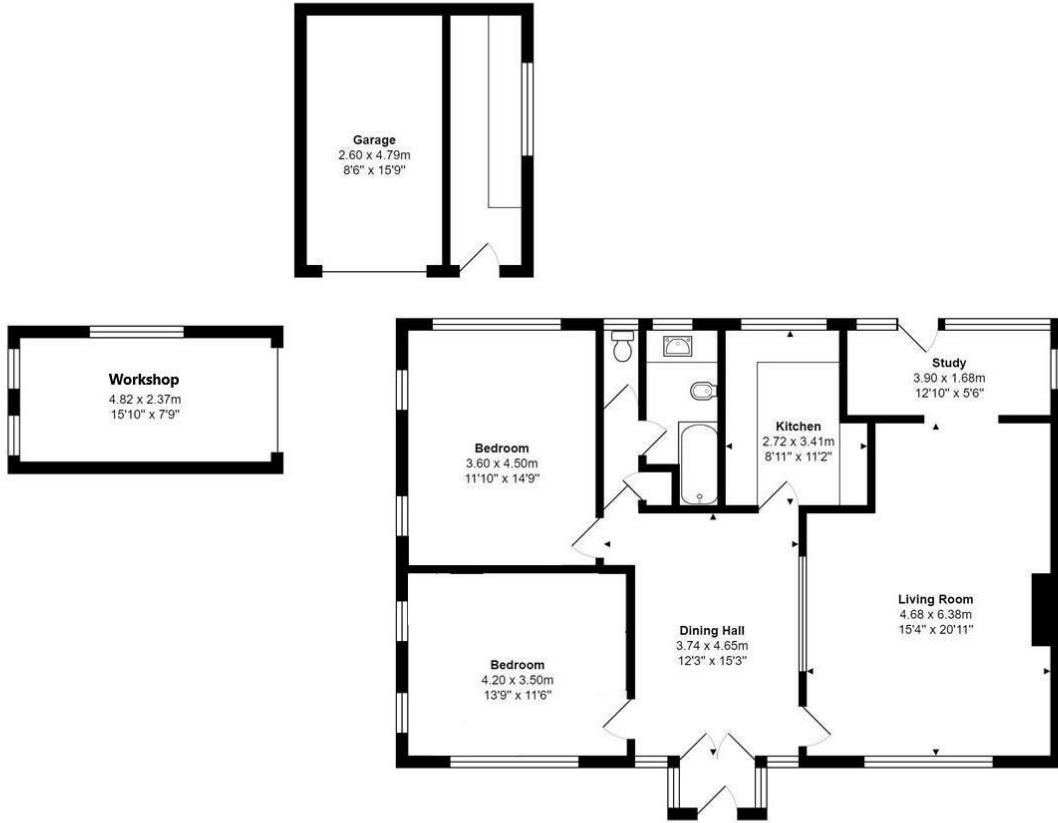 Garage
2.60 x 4.79m
8'6" x 15'9"
Workshop
4.82 x 2.37m
15'10" x 7'9"
Study
3.90 x 1.68m
12'10" x 5'6"
Kitchen
2.72 x 3.41m
8'11" x 11'2"
Bedroom
3.60 x 4.50m
11'10" x 14'9"
Living Room
4.68 x 6.38m
15'4" x 20'11"
Dining Hall
3.74 x 4.65m
12'3" x 15'3"
Bedroom
4.20 x 3.50m
13'9" x 11'6"